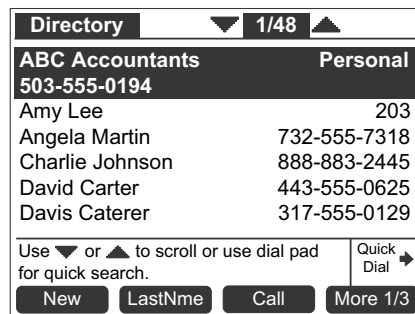 Directory 1/48
ABC Accountants Personal
503-555-0194
Amy Lee 203
Angela Martin 732-555-7318
Charlie Johnson 888-883-2445
David Carter 443-555-0625
Davis Caterer 317-555-0129
Use ▼ or ▲ to scroll or use dial pad
for quick search.
Quick
Dial
New LastNme Call More 1/3